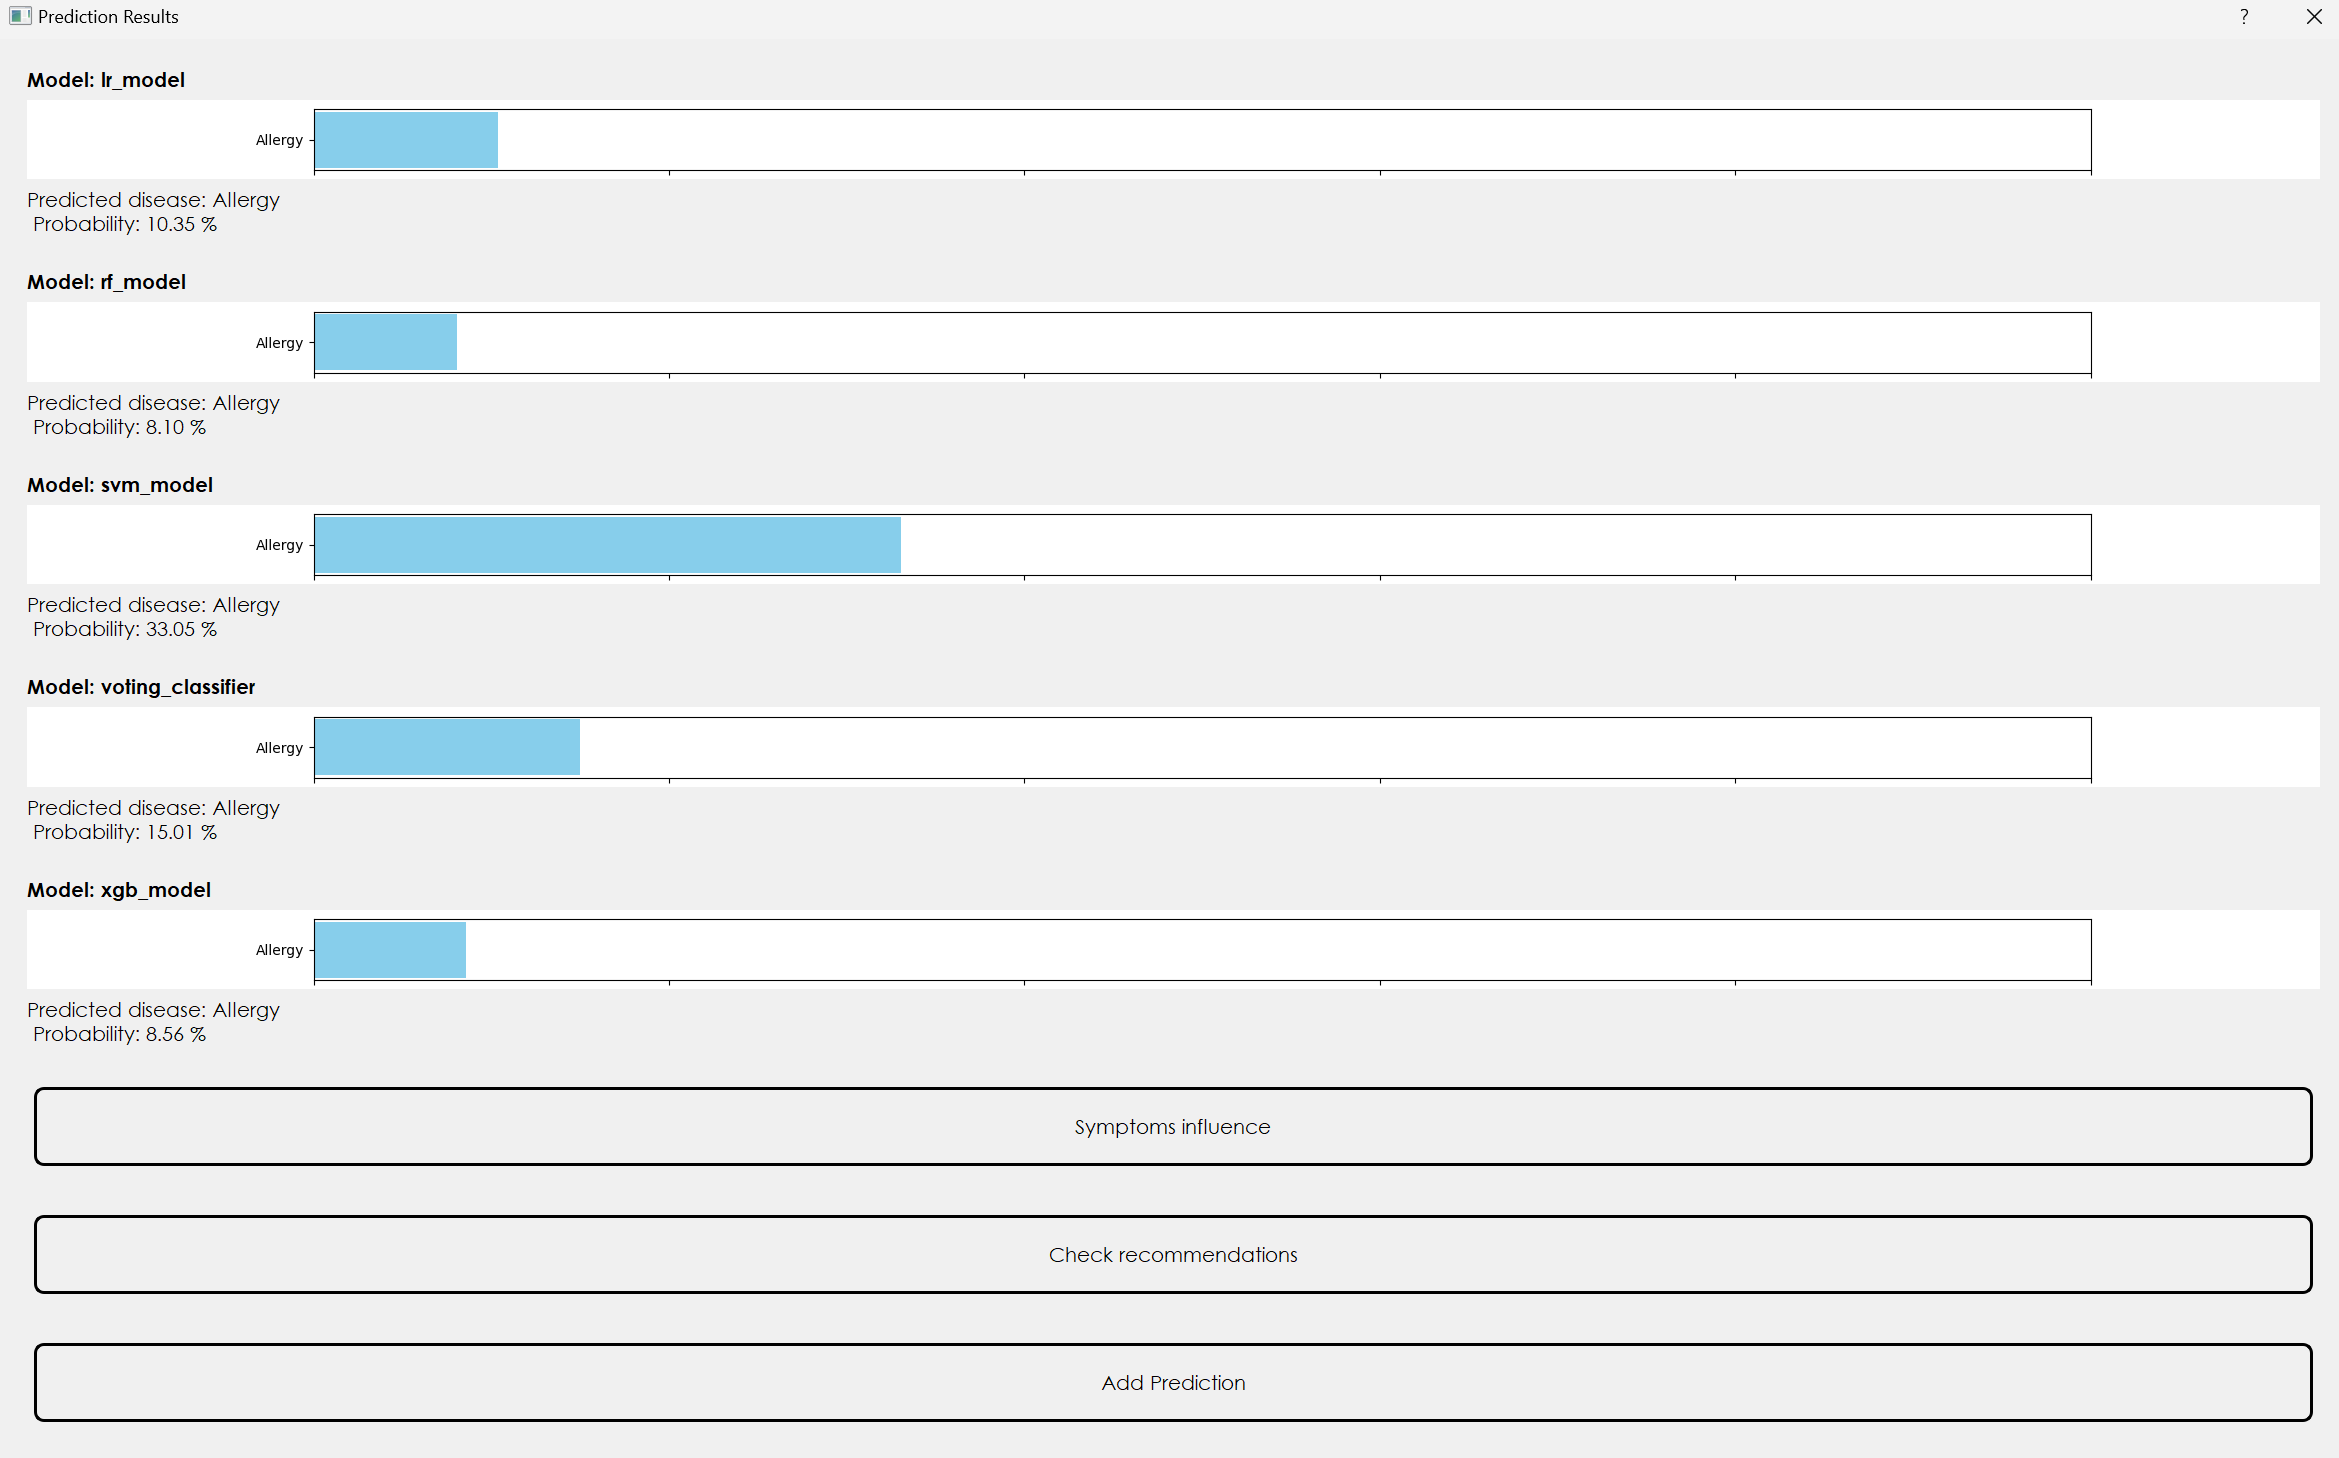 Prediction Results
?
Model: lr_model
Allergy
Predicted disease: Allergy
Probability: 10.35 %
Model: rf_model
Allergy
Predicted disease: Allergy
Probability: 8.10 %
Model: svm_model
Allergy
Predicted disease: Allergy
Probability: 33.05 %
Model: voting_classifier
Allergy
Predicted disease: Allergy
Probability: 15.01 %
Model: xgb_model
Allergy
Predicted disease: Allergy
Probability: 8.56 %
Symptoms influence
Check recommendations
Add Prediction